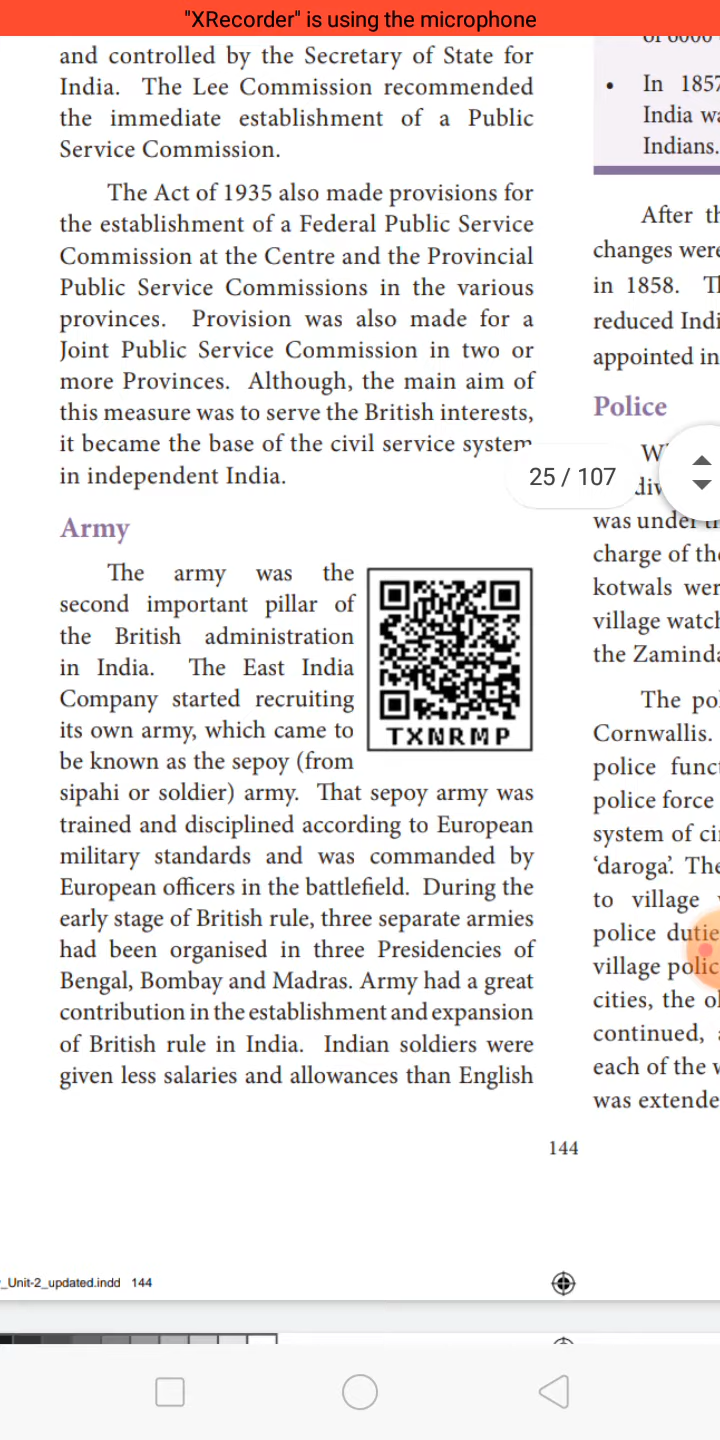 "XRecorder" is using the microphone
and controlled by the Secretary of State for
India. The Lee Commission recommended
the immediate establishment of a Public
Service Commission.
The Act of 1935 also made provisions for
the establishment of a Federal Public Service
Commission at the Centre and the Provincial
Public Service Commissions in the various
provinces. Provision was also made for a
Joint Public Service Commission in two or
more Provinces. Although, the main aim of
this measure was to serve the British interests,
it became the base of the civil service system
in independent India.
Army
The army was the
second important pillar of
the British administration
in India. The East India
Company started recruiting
its own army, which came to
be known as the sepoy (from
sipahi or soldier) army. That sepoy army was
trained and disciplined according to European
military standards and was commanded by
European officers in the battlefield. During the
early stage of British rule, three separate armies
had been organised in three Presidencies of
Bengal, Bombay and Madras. Army had a great
contribution in the establishment and expansion
of British rule in India. Indian soldiers were
given less salaries and allowances than English
TXNRMP
• In 1857
India wa
Indians.
After th
changes were
in 1858.
reduced Indi
appointed in
Police
25 / 107
was under
charge of the
kotwals wer
village watch
the Zaminda
The pol
Cornwallis.
police funct
police force
system of cir
‘daroga’. The
to village
police dutie
village polic
cities, the ol
continued,
each of the w
was extende
144
_Unit-2_updated.indd 144